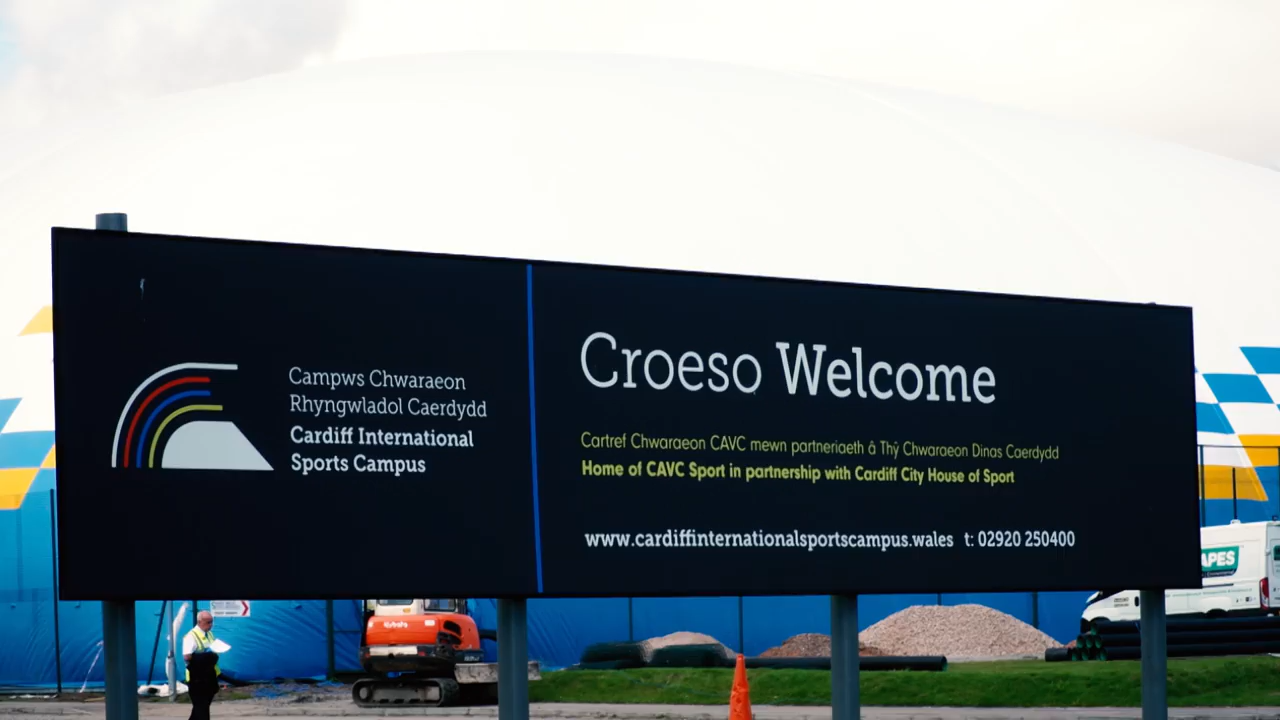 Campws Chwaraeon
Rhyngwladol Caerdydd
Cardiff International
Sports Campus
Croeso Welcome
Cartref Chwaraeon CAVC mewn partneriaeth â Thŷ Chwaraeon Dinas Caerdydd
Home of CAVC Sport in partnership with Cardiff City House of Sport
www.cardiffinternationalsportscampus.wales t: 02920 250400
Kubota